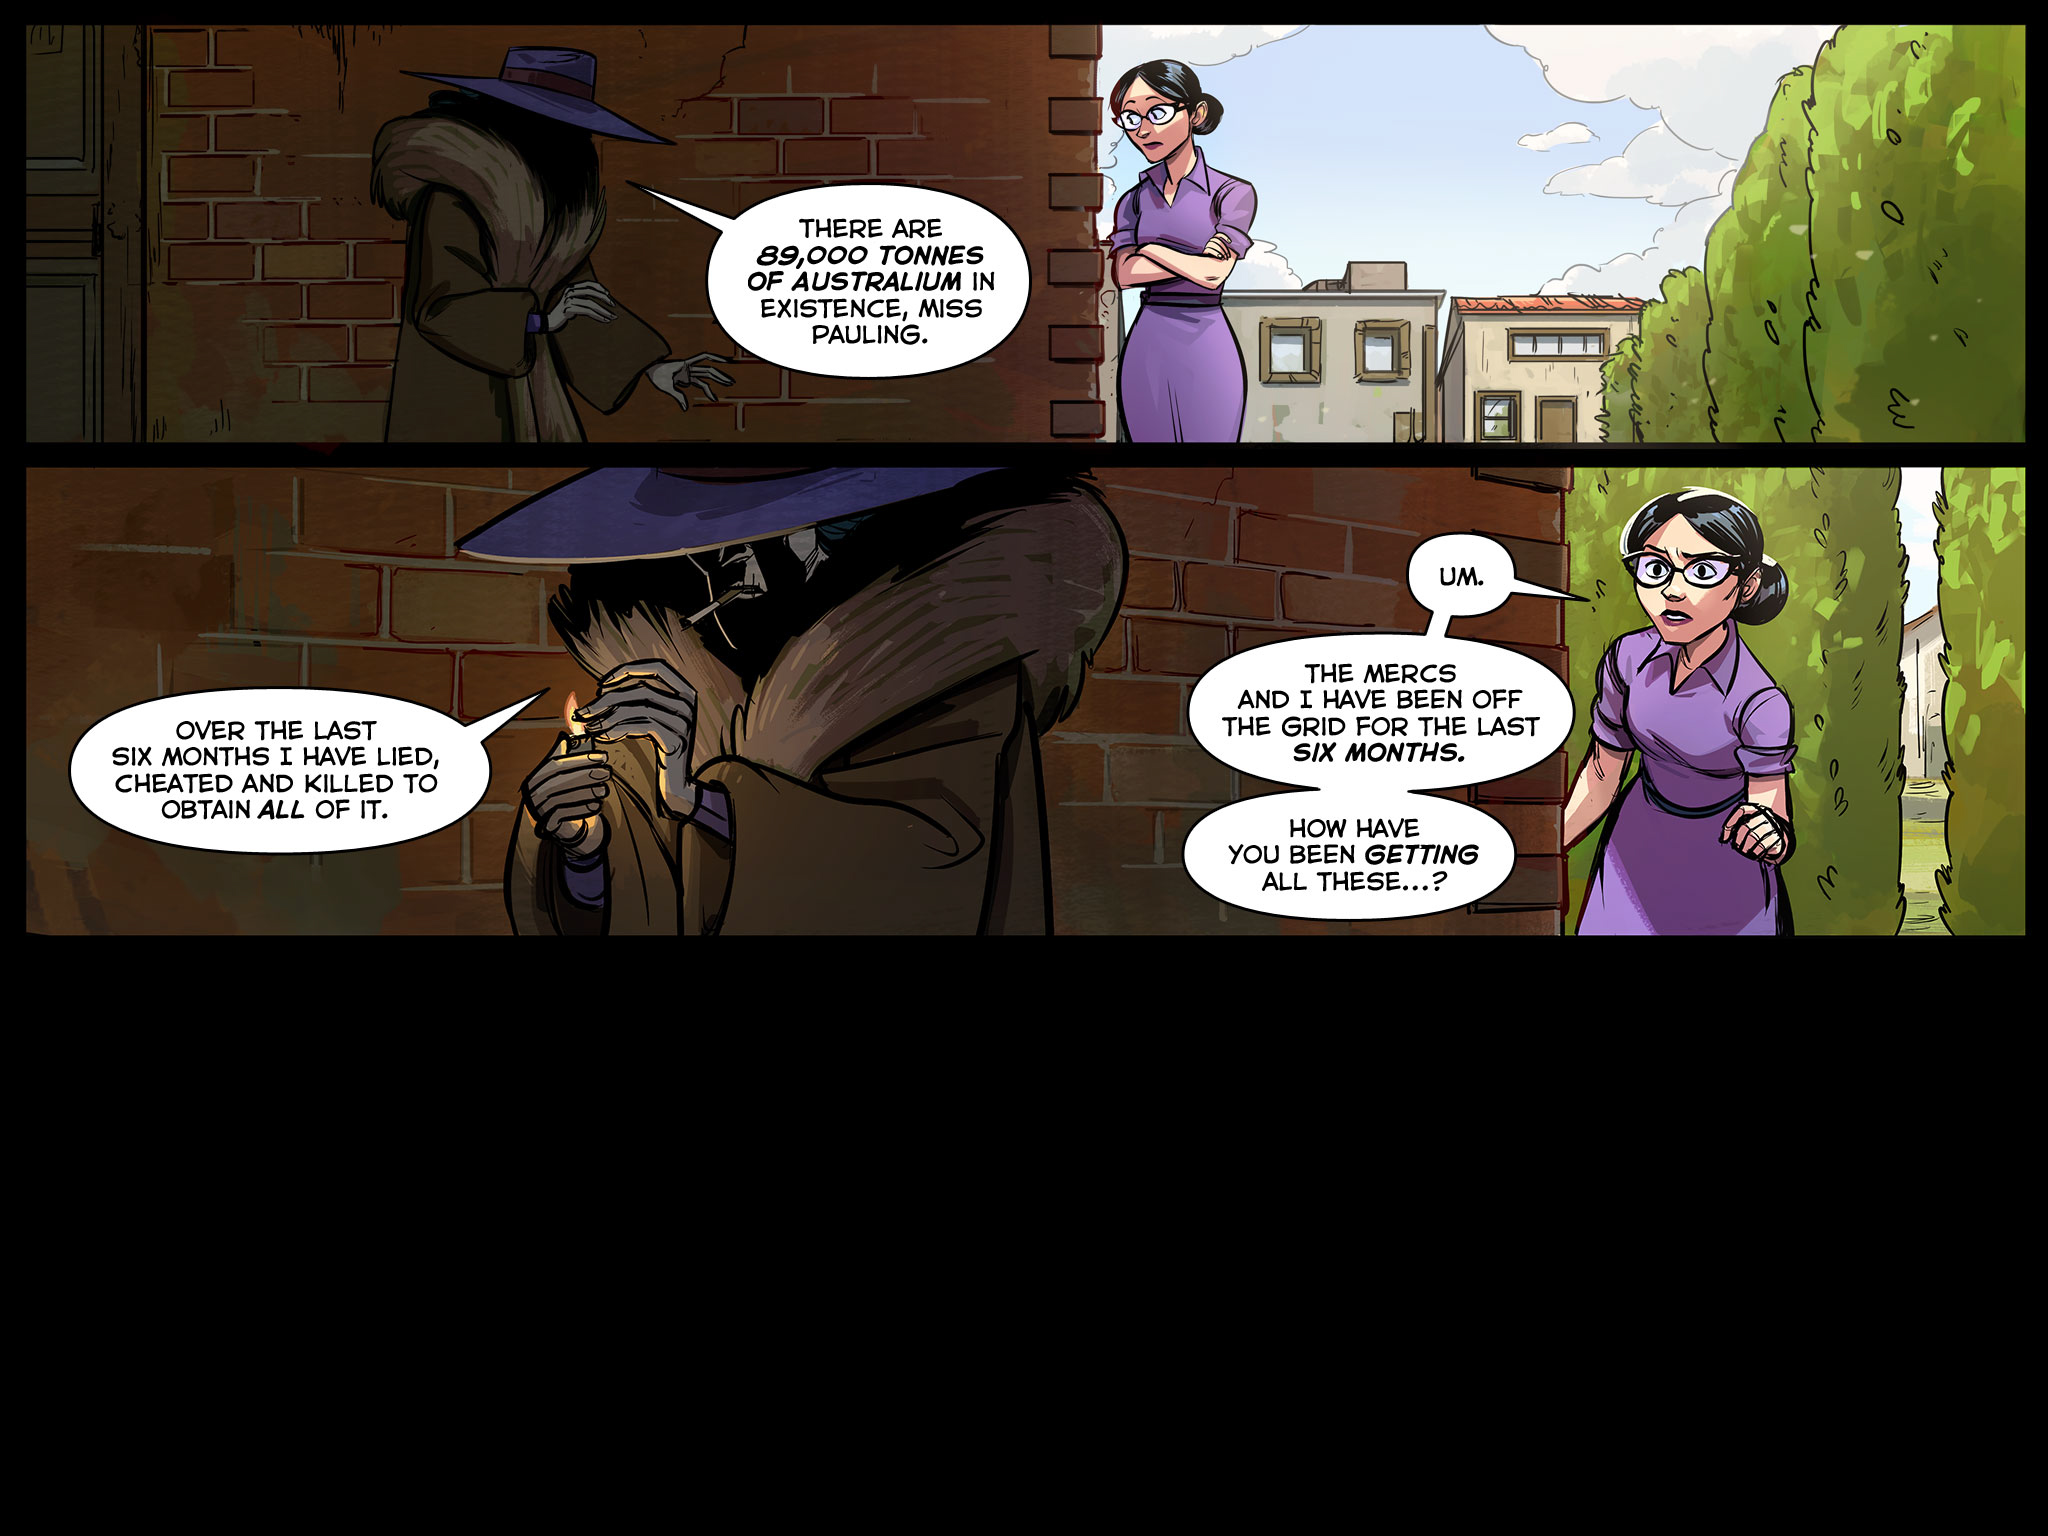 THERE ARE
89,000 TONNES
OF AUSTRALIUM IN
EXISTENCE, MISS
PAULING.
OVER THE LAST
SIX MONTHS I HAVE LIED,
CHEATED AND KILLED TO
OBTAIN ALL OF IT.
UM.
THE MERCS
AND I HAVE BEEN OFF
THE GRID FOR THE LAST
SIX MONTHS.
HOW HAVE
YOU BEEN GETTING
ALL THESE...?